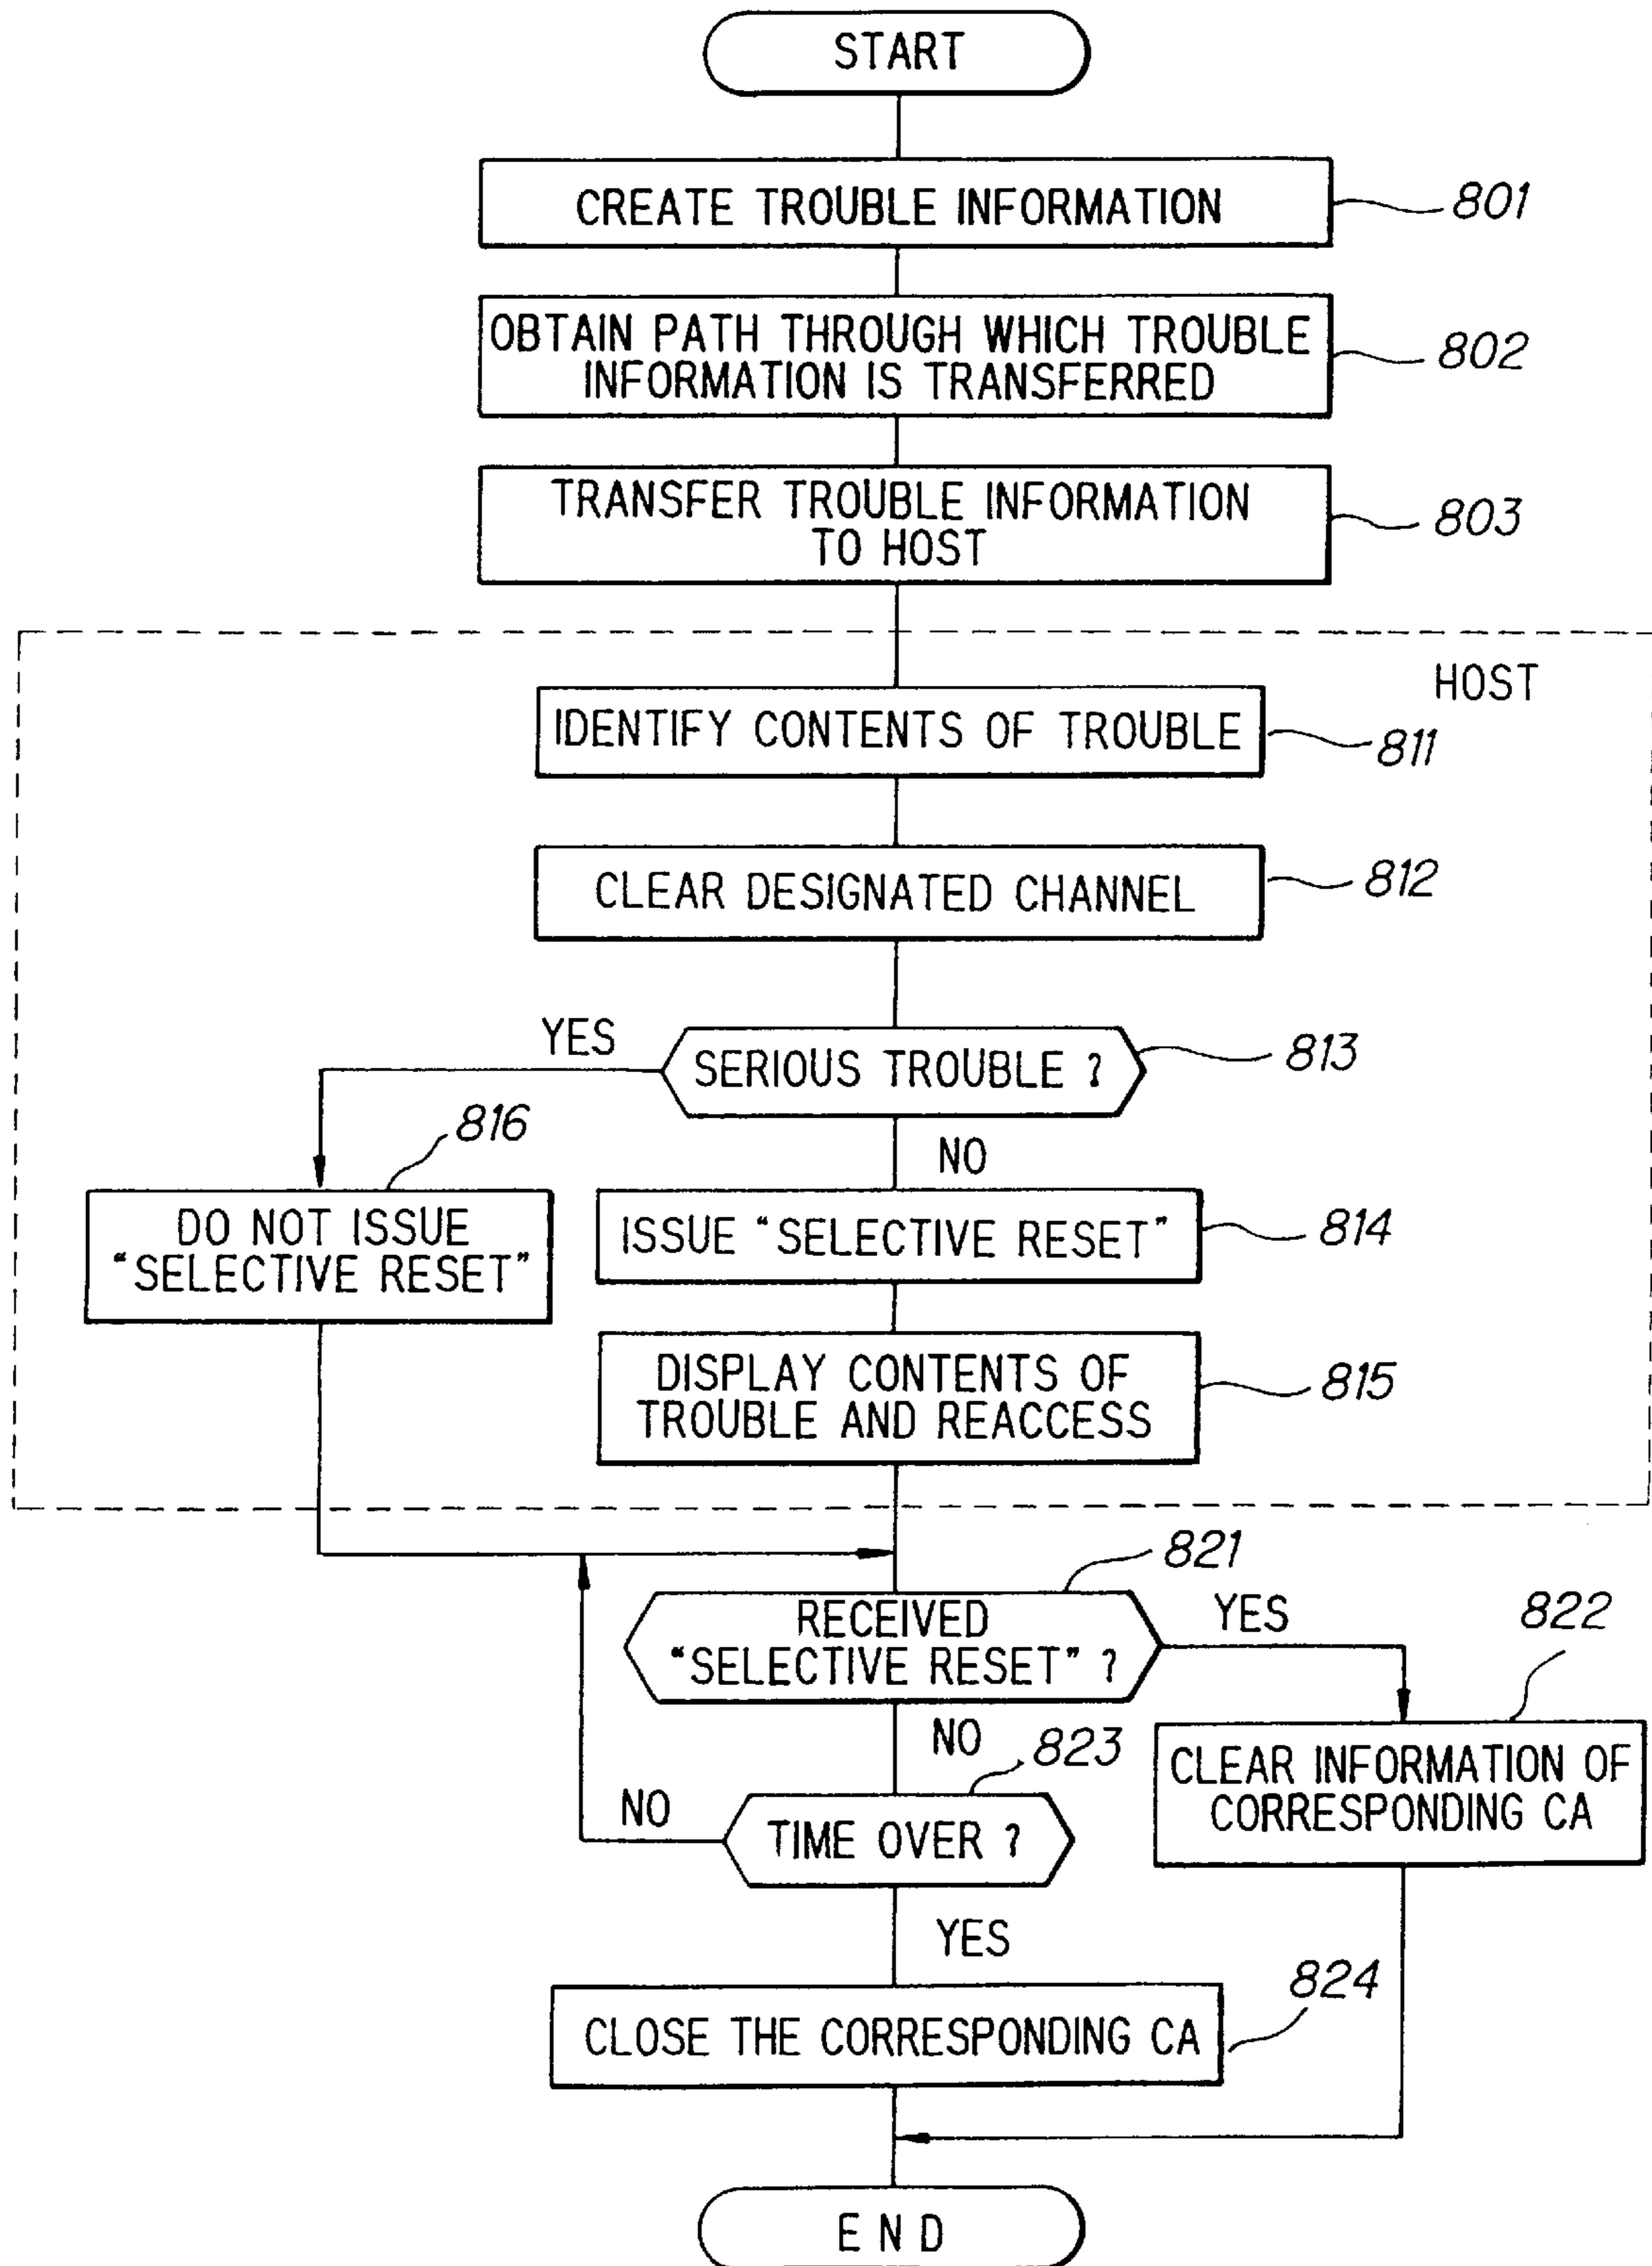 START
CREATE TROUBLE INFORMATION
801
OBTAIN PATH THROUGH WHICH TROUBLE
INFORMATION IS TRANSFERRED
802
TRANSFER TROUBLE INFORMATION
TO HOST
803
HOST
IDENTIFY CONTENTS OF TROUBLE
811
CLEAR DESIGNATED CHANNEL
812
YES
SERIOUS TROUBLE ?
813
816
NO
DO NOT ISSUE
"SELECTIVE RESET"
ISSUE "SELECTIVE RESET"
814
DISPLAY CONTENTS OF
TROUBLE AND REACCESS
815
821
RECEIVED
"SELECTIVE RESET" ?
YES
822
NO
823
CLEAR INFORMATION OF
CORRESPONDING CA
NO
TIME OVER ?
YES
824
CLOSE THE CORRESPONDING CA
END